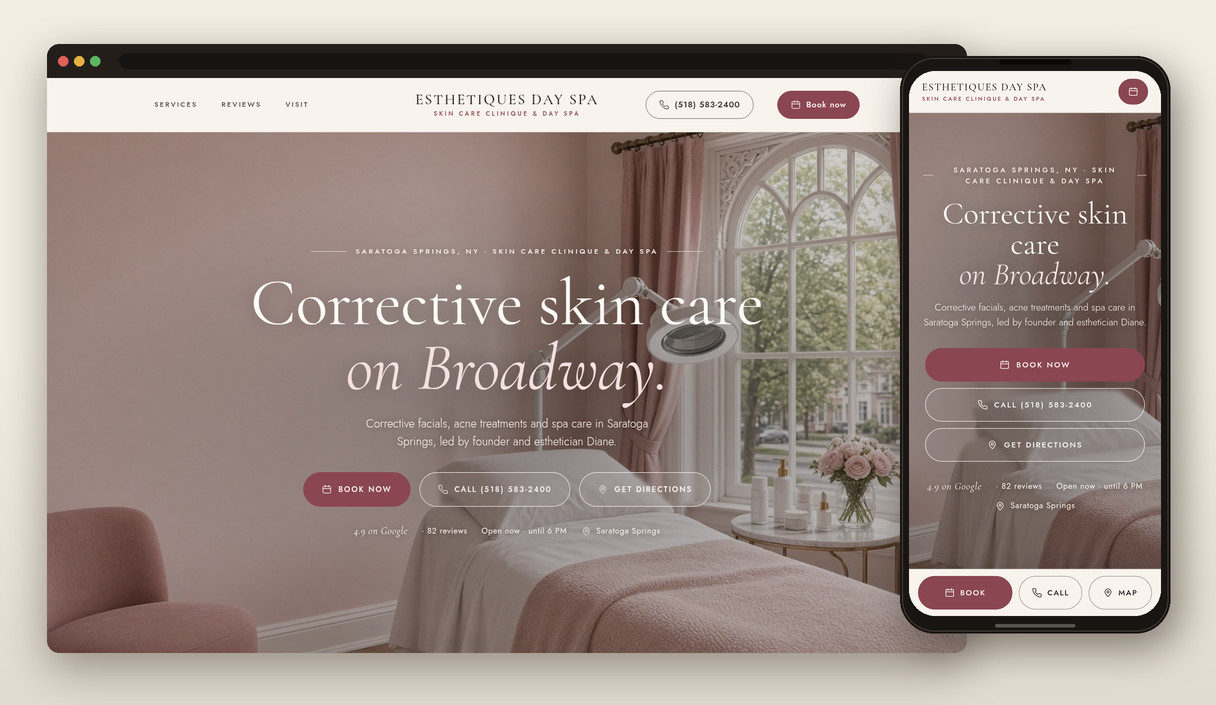 SERVICES
REVIEWS
VISIT
ESTHETIQUES DAY SPA
SKIN CARE CLINIQUE & DAY SPA
(518) 583-2400
Book now
SARATOGA SPRINGS, NY · SKIN CARE CLINIQUE & DAY SPA
Corrective skin care
on Broadway.
Corrective facials, acne treatments and spa care in Saratoga
Springs, led by founder and esthetician Diane.
BOOK NOW
CALL (518) 583-2400
GET DIRECTIONS
4.9 on Google · 82 reviews Open now · until 6 PM Saratoga Springs
ESTHETIQUES DAY SPA
SKIN CARE CLINIQUE & DAY SPA
SARATOGA SPRINGS, NY · SKIN
CARE CLINIQUE & DAY SPA
Corrective skin
care
on Broadway.
Corrective facials, acne treatments and spa care in
Saratoga Springs, led by founder and esthetician Diane.
BOOK NOW
CALL (518) 583-2400
GET DIRECTIONS
4.9 on Google · 82 reviews Open now · until 6 PM
Saratoga Springs
BOOK
CALL
MAP